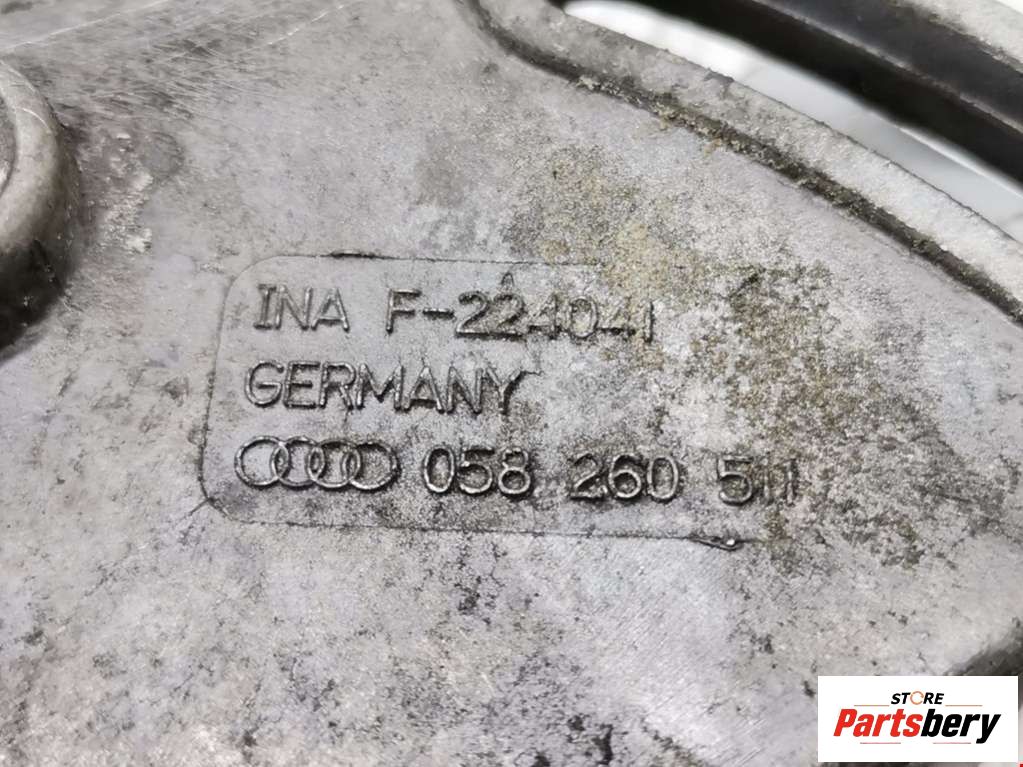 INA F-224041
GERMANY
058 260 511
STORE
Partsbery